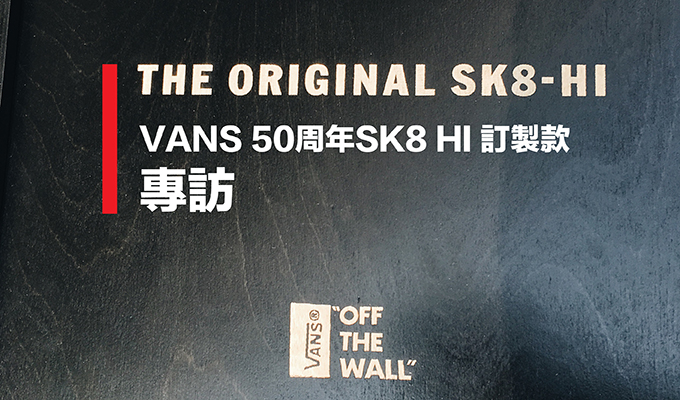 THE ORIGINAL SK8-HI
VANS 50周年SK8 HI 訂製款
專訪
VANS®
"OFF
THE
WALL"